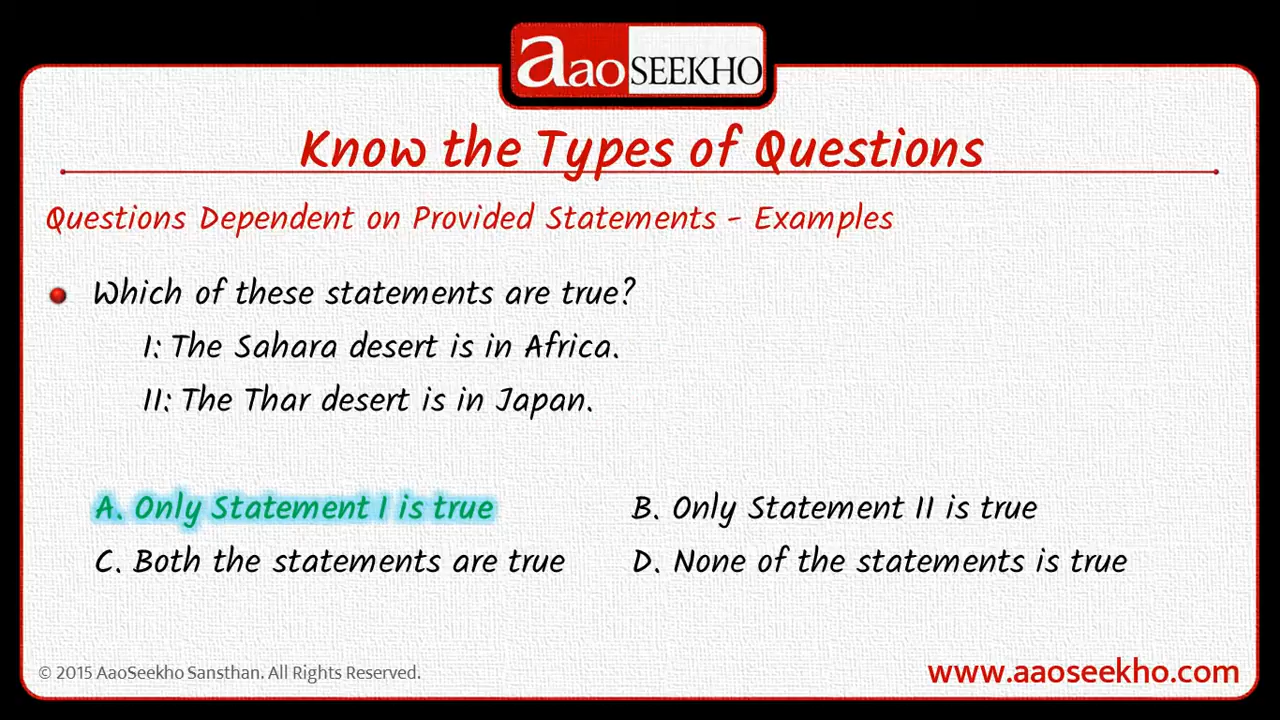 aaoSEEKHO
Know the Types of Questions
Questions Dependent on Provided Statements - Examples
Which of these statements are true?
I: The Sahara desert is in Africa.
II: The Thar desert is in Japan.
A. Only Statement I is true
B. Only Statement II is true
C. Both the statements are true
D. None of the statements is true
© 2015 AaoSeekho Sansthan. All Rights Reserved.
www.aaoseekho.com